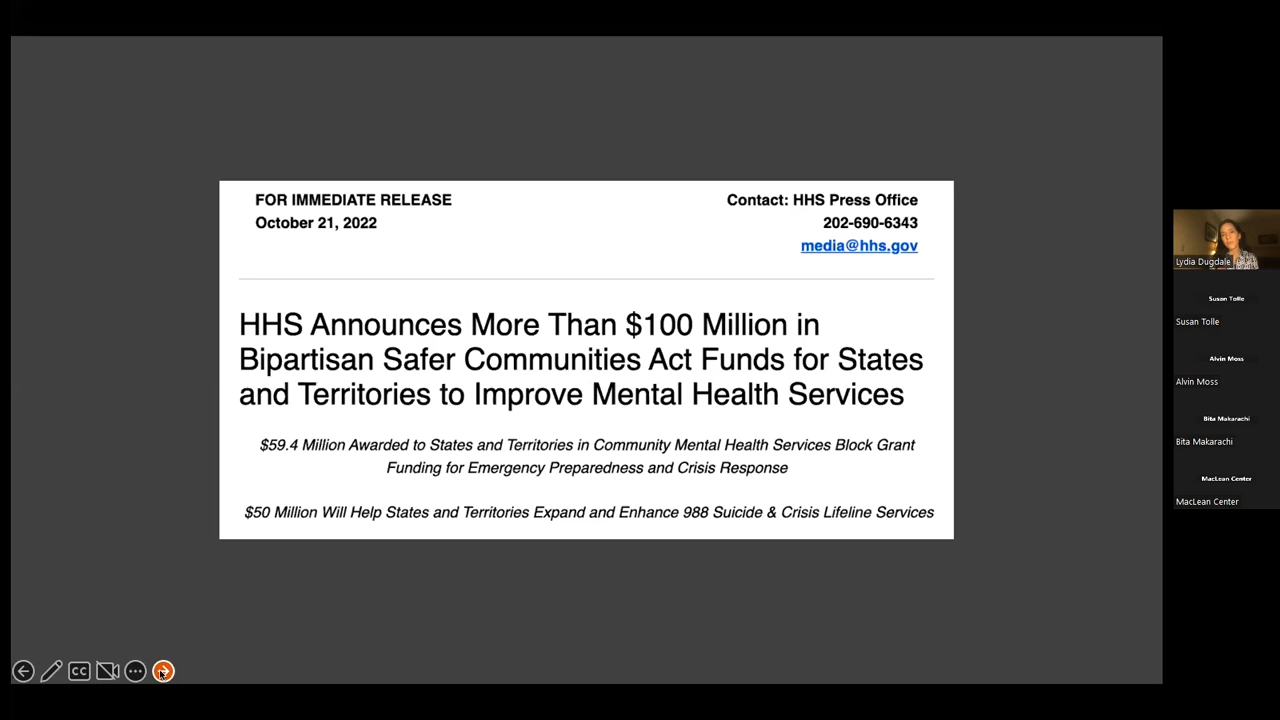 FOR IMMEDIATE RELEASE
October 21, 2022
Contact: HHS Press Office
202-690-6343
media@hhs.gov
HHS Announces More Than $100 Million in
Bipartisan Safer Communities Act Funds for States
and Territories to Improve Mental Health Services
$59.4 Million Awarded to States and Territories in Community Mental Health Services Block Grant
Funding for Emergency Preparedness and Crisis Response
$50 Million Will Help States and Territories Expand and Enhance 988 Suicide & Crisis Lifeline Services
CC
Lydia Dugdale
Susan Tolle
Susan Tolle
Alvin Moss
Alvin Moss
Bita Makarachi
Bita Makarachi
MacLean Center
MacLean Center